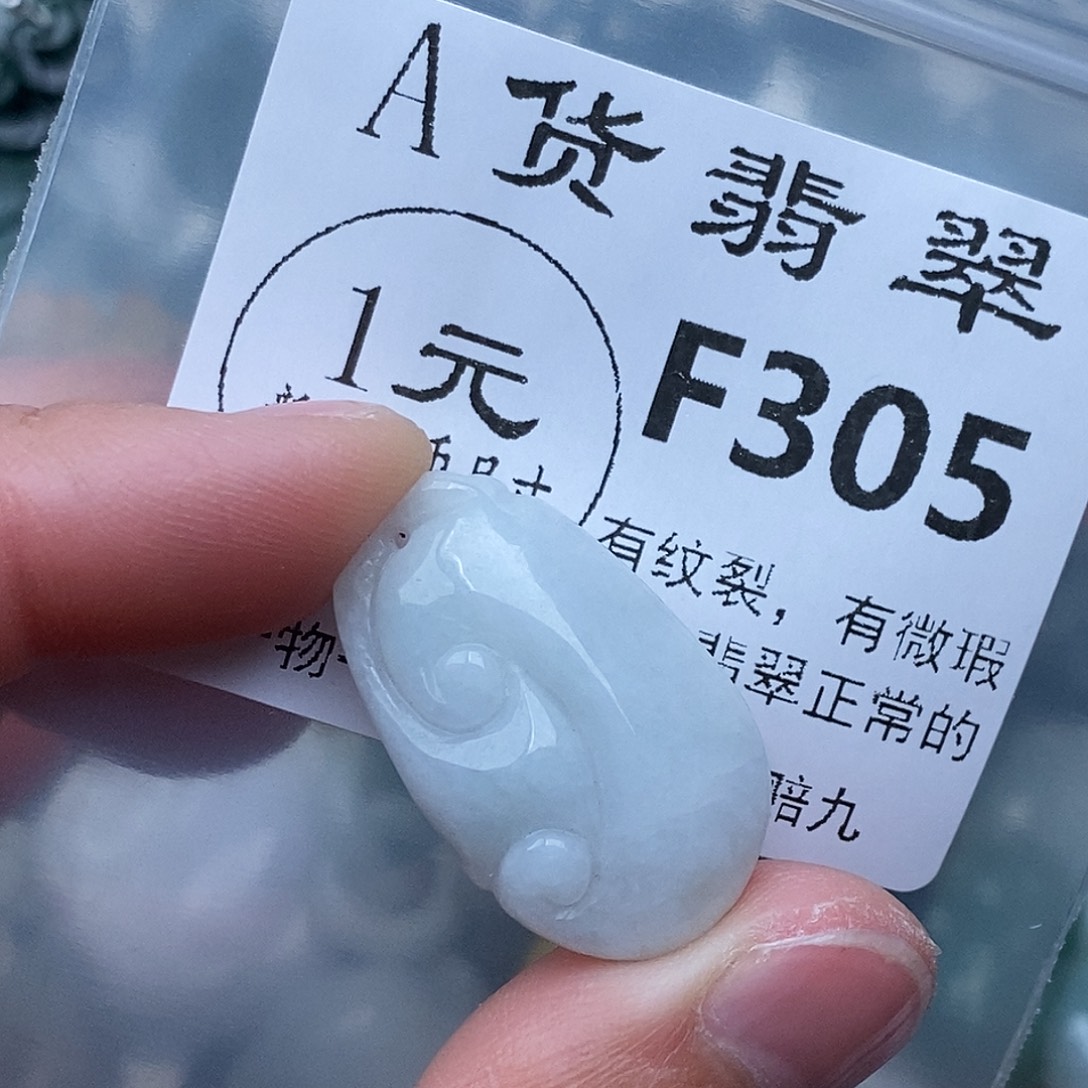 A货翡翠
1元
F305
有纹裂，有微瑕
物
翡翠正常的
赔九